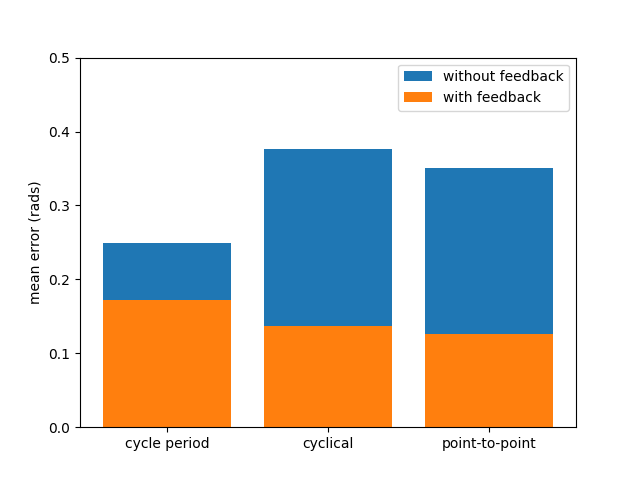 0.5
0.4
0.3
0.2
0.1
0.0
mean error (rads)
without feedback
with feedback
cycle period
cyclical
point-to-point